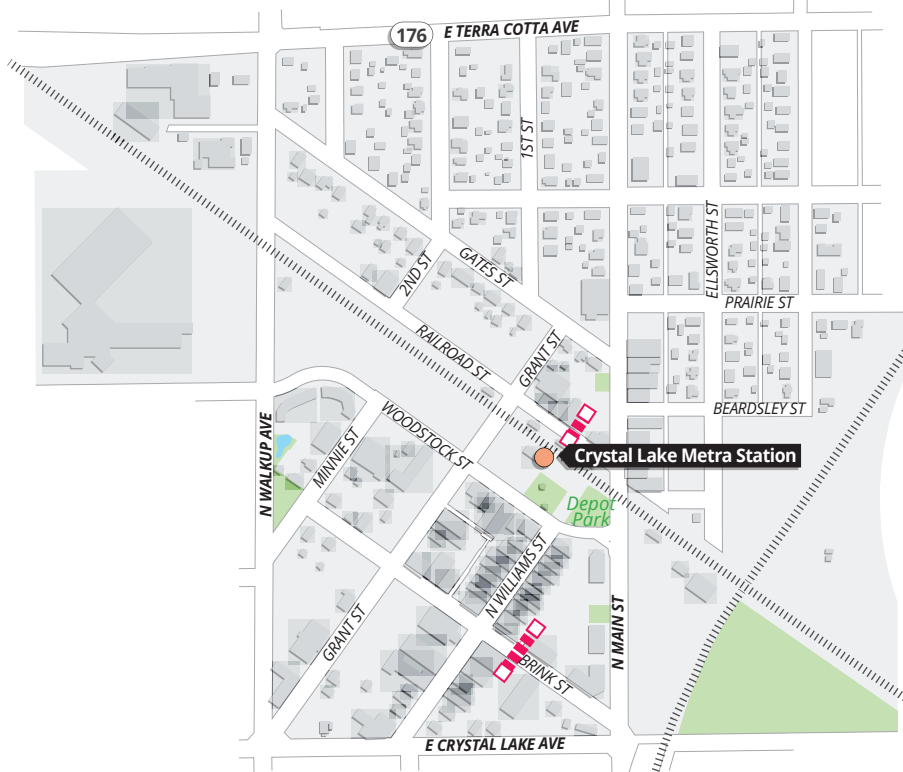 E TERRA COTTA AVE
176
1ST ST
ELLSWORTH ST
GATES ST
2ND ST
PRAIRIE ST
RAILROAD ST
GRANT ST
BEARDSLEY ST
WOODSTOCK ST
N WALKUP AVE
MINNIE ST
Crystal Lake Metra Station
Depot
Park
N WILLIAMS ST
GRANT ST
N MAIN ST
BRINK ST
E CRYSTAL LAKE AVE